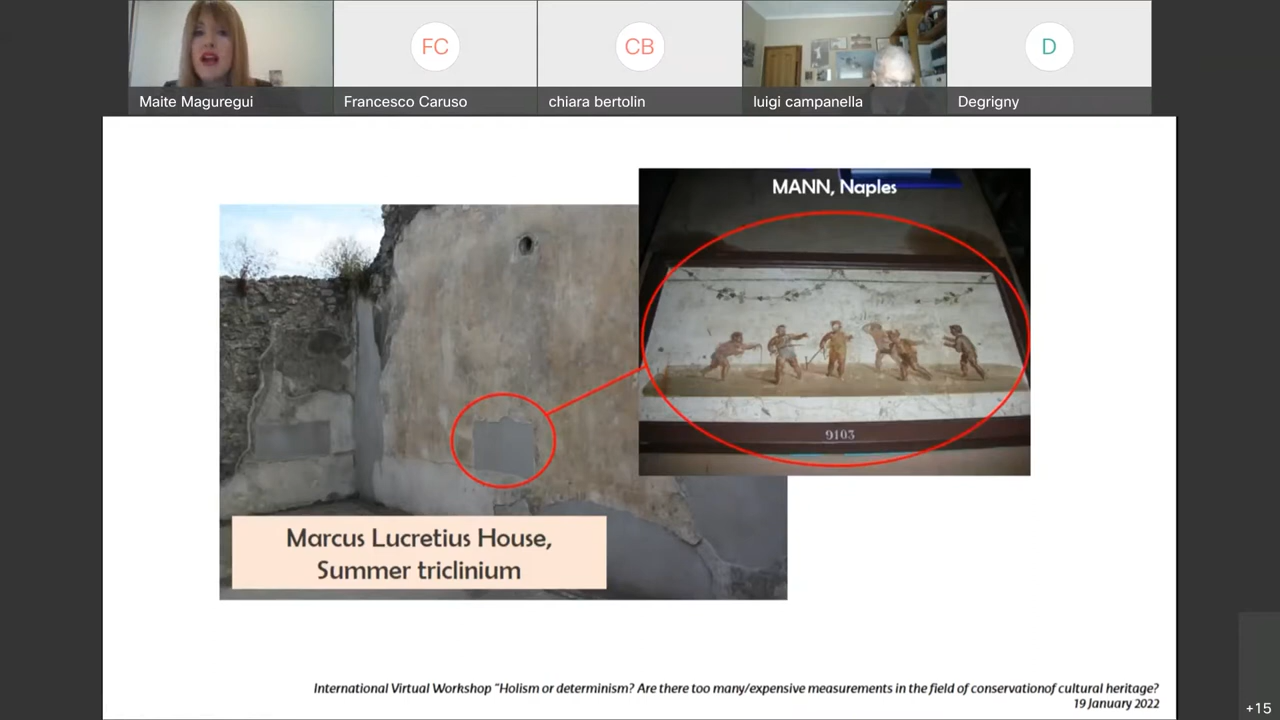 FC
CB
D
Maite Maguregui
Francesco Caruso
chiara bertolin
luigi campanella
Degrigny
MANN, Naples
9103
Marcus Lucretius House,
Summer triclinium
International Virtual Workshop "Holism or determinism? Are there too many/expensive measurements in the field of conservationof cultural heritage?
19 January 2022
+15